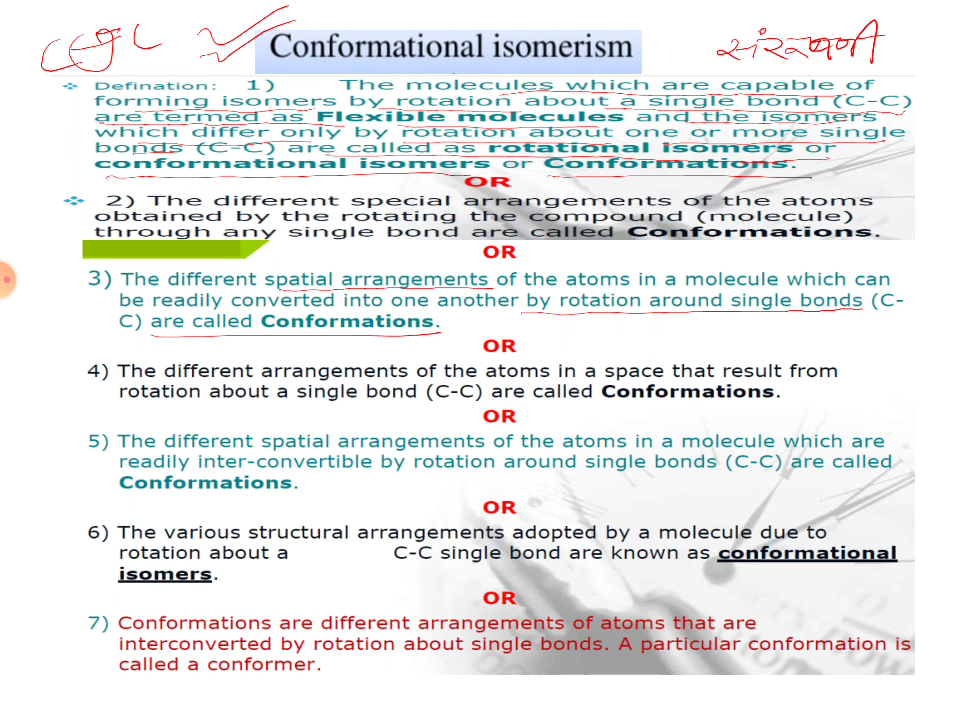 Conformational isomerism
Defination: 1) The molecules which are capable of
forming isomers by rotation about a single bond (C-C)
are termed as Flexible molecules and the isomers
which differ only by rotation about one or more single
bonds (C-C) are called as rotational isomers or
conformational isomers or Conformations.
OR
2) The different special arrangements of the atoms
obtained by the rotating the compound (molecule)
through any single bond are called Conformations.
OR
3) The different spatial arrangements of the atoms in a molecule which can
be readily converted into one another by rotation around single bonds (C-
C) are called Conformations.
OR
4) The different arrangements of the atoms in a space that result from
rotation about a single bond (C-C) are called Conformations.
OR
5) The different spatial arrangements of the atoms in a molecule which are
readily inter-convertible by rotation around single bonds (C-C) are called
Conformations.
OR
6) The various structural arrangements adopted by a molecule due to
rotation about a C-C single bond are known as conformational
isomers.
OR
7) Conformations are different arrangements of atoms that are
interconverted by rotation about single bonds. A particular conformation is
called a conformer.